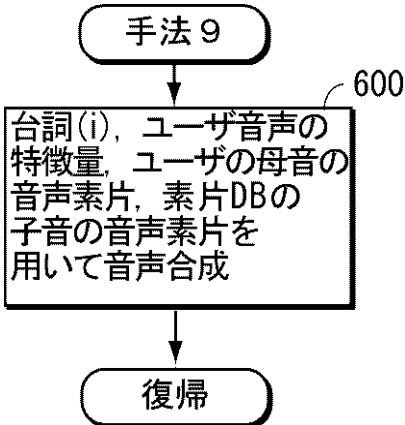 手法９
600
台詞(i), ユーザ音声の
特徴量, ユーザの母音の
音声素片, 素片DBの
子音の音声素片を
用いて音声合成
復帰